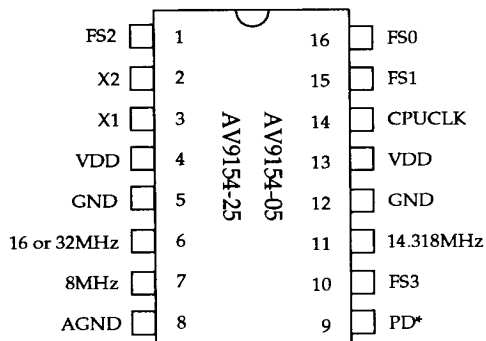 FS2 1 16 FS0
X2 2 15 FS1
X1 3 14 CPUCLK
VDD 4 13 VDD
GND 5 12 GND
16 or 32MHz 6 11 14.318MHz
8MHz 7 10 FS3
AGND 8 9 PD*
AV9154-05
AV9154-25